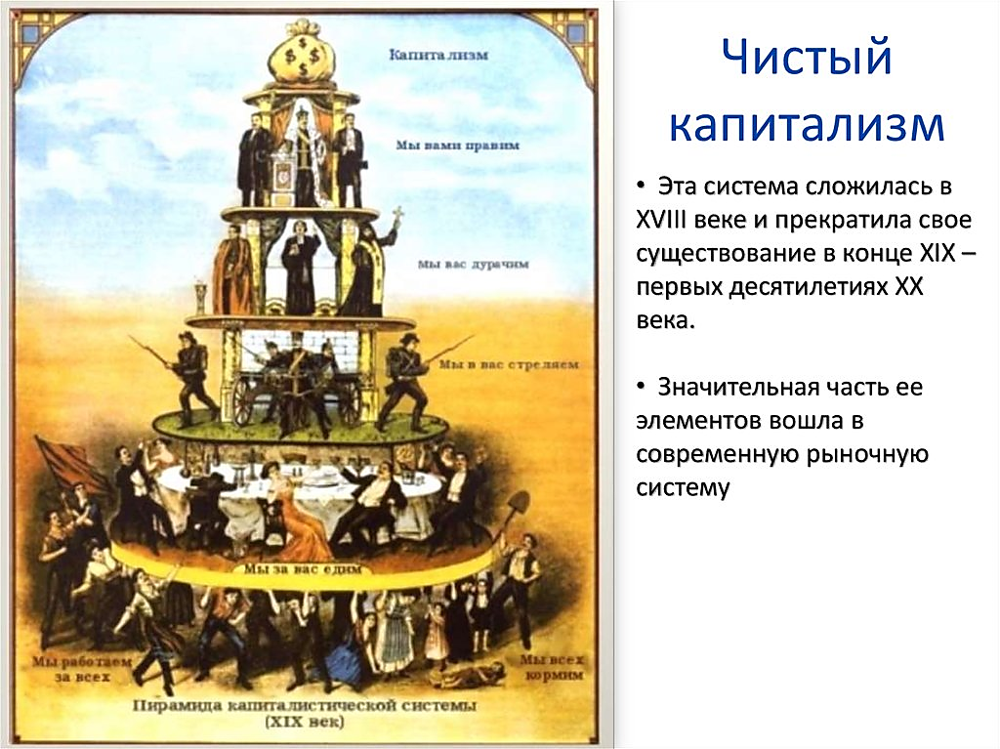 Капитализм
Мы вами правим
Мы вас дурачим
Мы в вас стреляем
Мы за вас едим
Мы работаем
за всех
Мы всех
кормим
Пирамида капиталистической системы
(XIX век)
Чистый
капитализм
• Эта система сложилась в
XVIII веке и прекратила свое
существование в конце XIX –
первых десятилетиях XX
века.
• Значительная часть ее
элементов вошла в
современную рыночную
систему